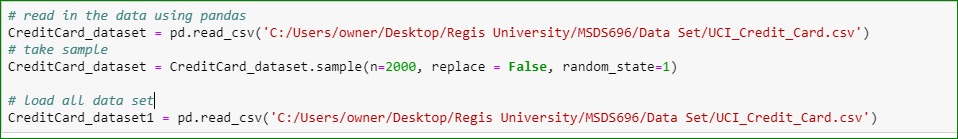 # read in the data using pandas
CreditCard_dataset = pd.read_csv('C:/Users/owner/Desktop/Regis University/MSDS696/Data Set/UCI_Credit_Card.csv')
# take sample
CreditCard_dataset = CreditCard_dataset.sample(n=2000, replace = False, random_state=1)
# load all data set
CreditCard_dataset1 = pd.read_csv('C:/Users/owner/Desktop/Regis University/MSDS696/Data Set/UCI_Credit_Card.csv')